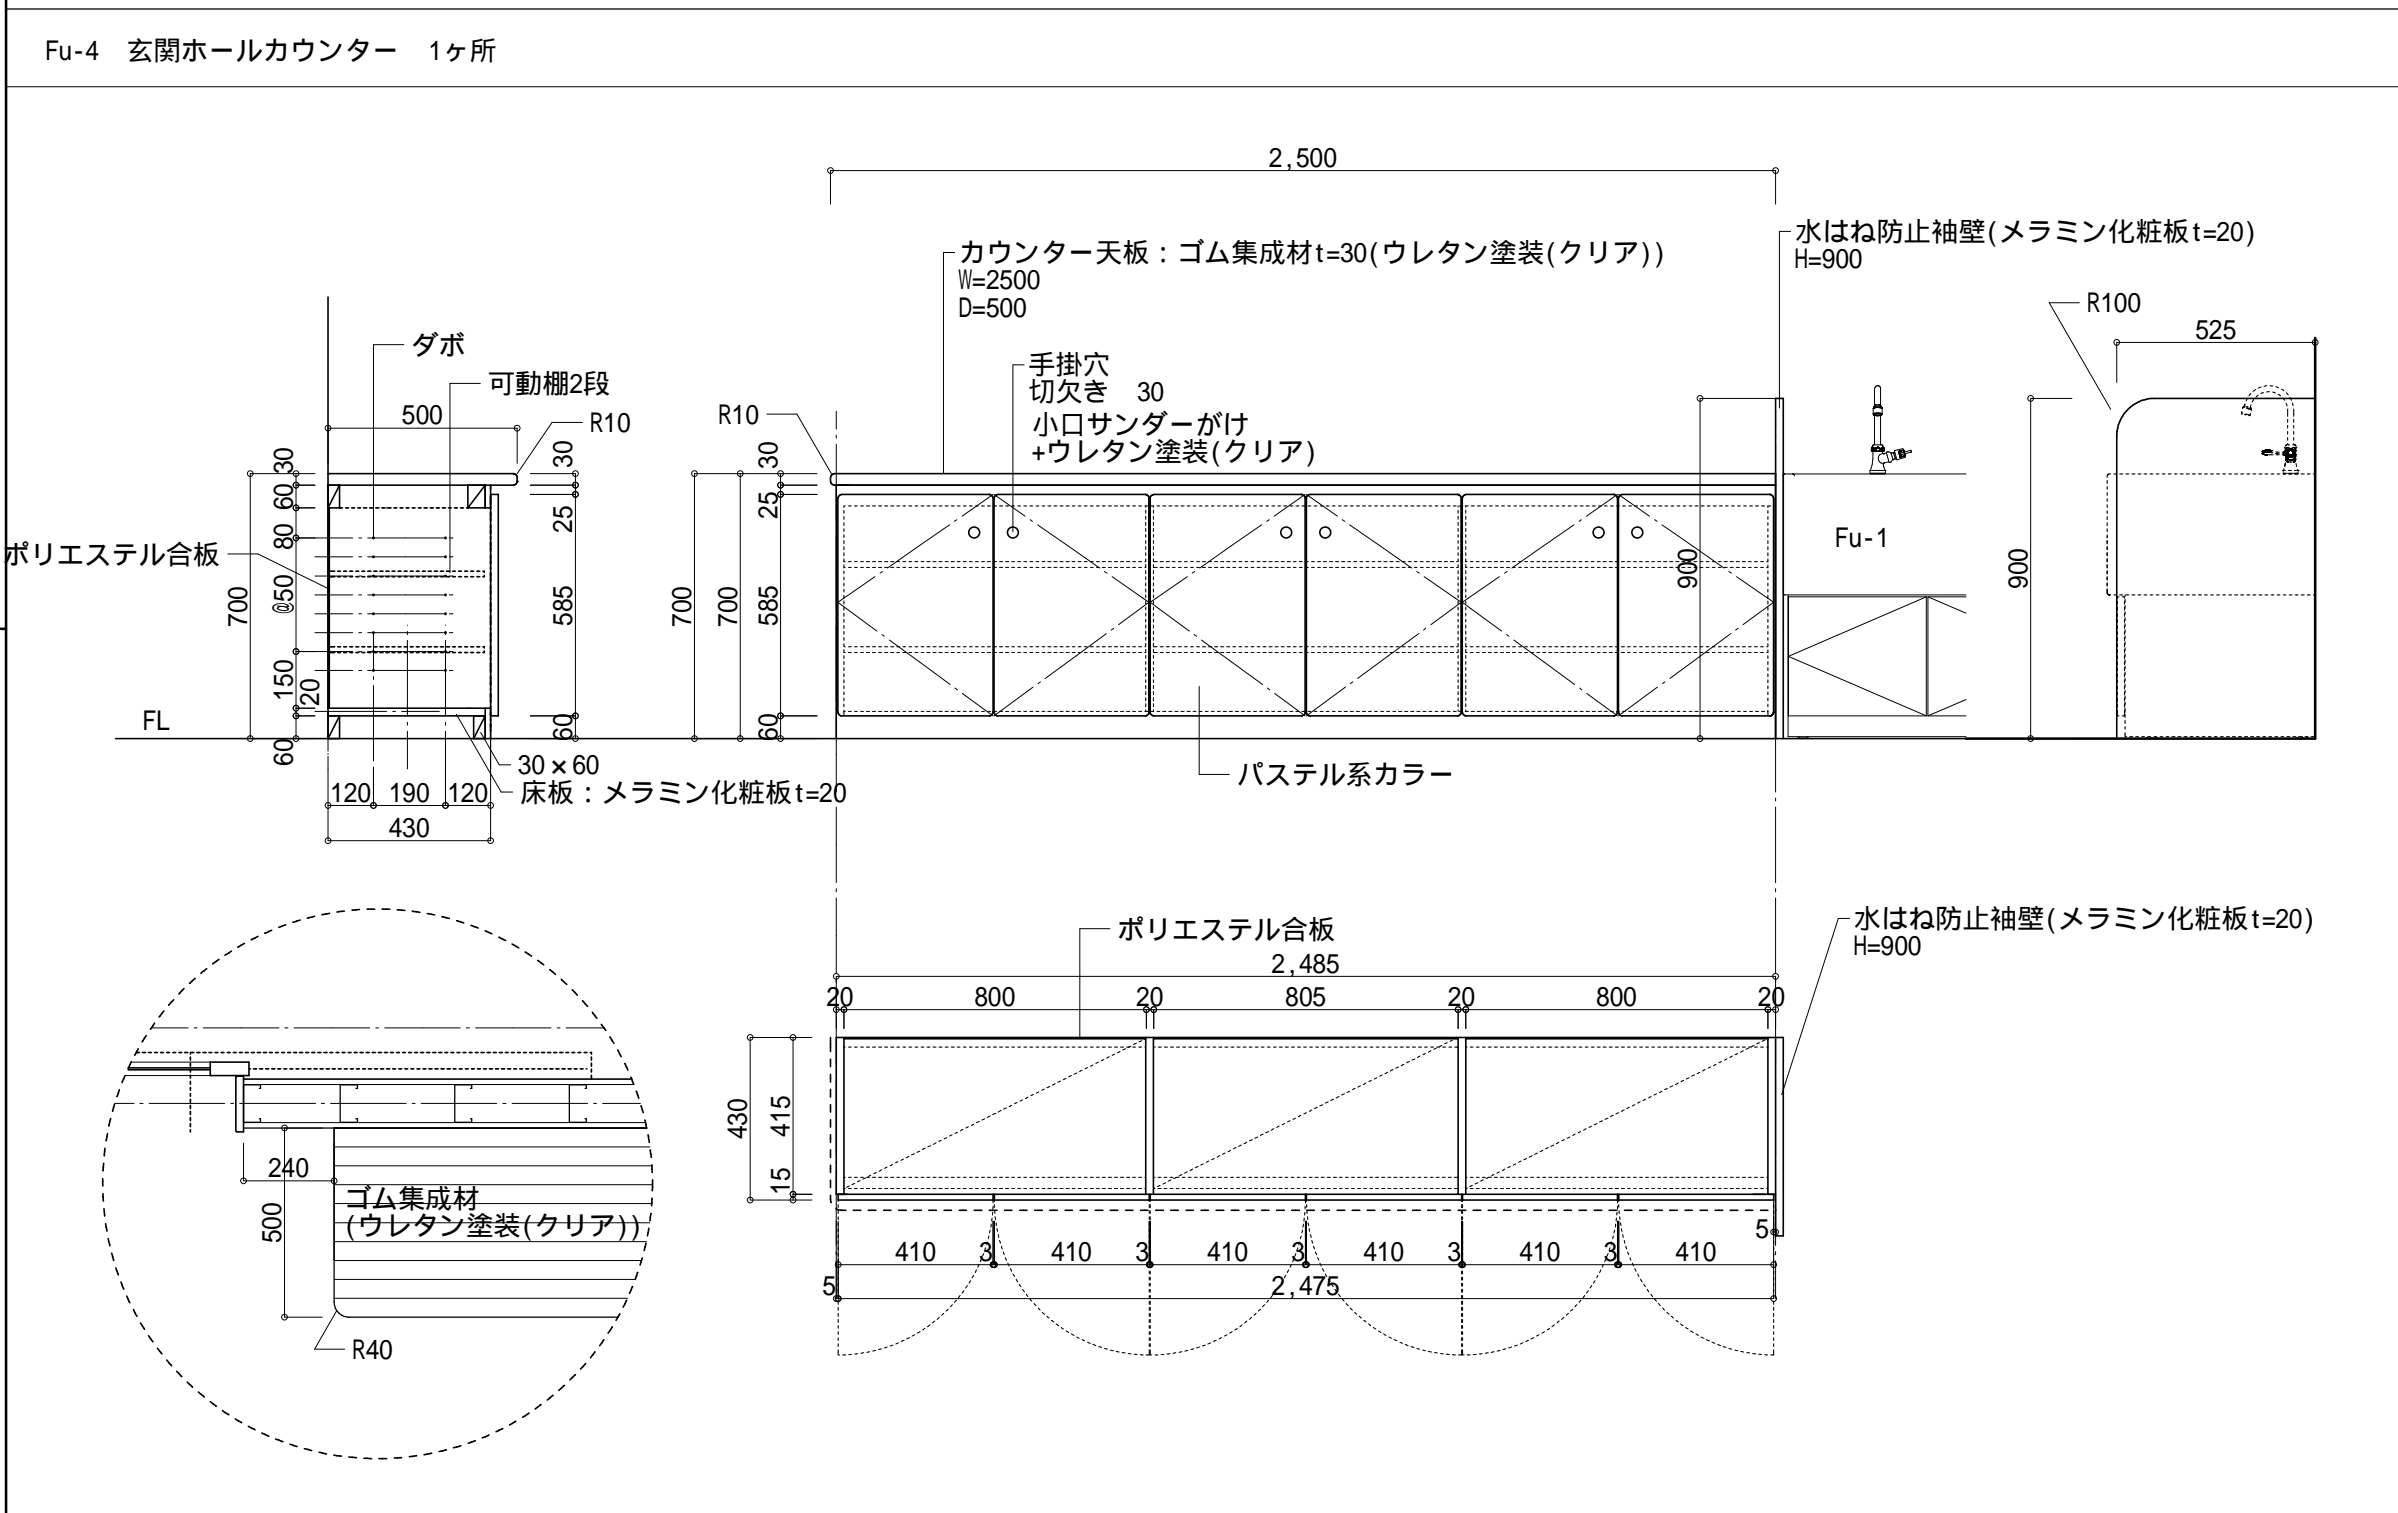 Fu-4 玄関ホールカウンター 1ヶ所
2,500
カウンター天板：ゴム集成材t=30(ウレタン塗装(クリア))
W=2500
D=500
水はね防止袖壁(メラミン化粧板t=20)
H=900
R100
525
ダボ
可動棚2段
500
R10
R10
手掛穴
切欠き 30
小口サンダーがけ
+ウレタン塗装(クリア)
30
60
80
@50
150
20
60
700
ポリエステル合板
30
25
585
60
700
700
30
25
585
60
900
Fu-1
900
FL
30×60
床板：メラミン化粧板t=20
120
190
120
430
パステル系カラー
ポリエステル合板
水はね防止袖壁(メラミン化粧板t=20)
H=900
2,485
20
800
20
805
20
800
20
430
415
15
5
410
3
410
3
410
3
410
3
410
3
410
5
2,475
240
500
ゴム集成材
(ウレタン塗装(クリア))
R40